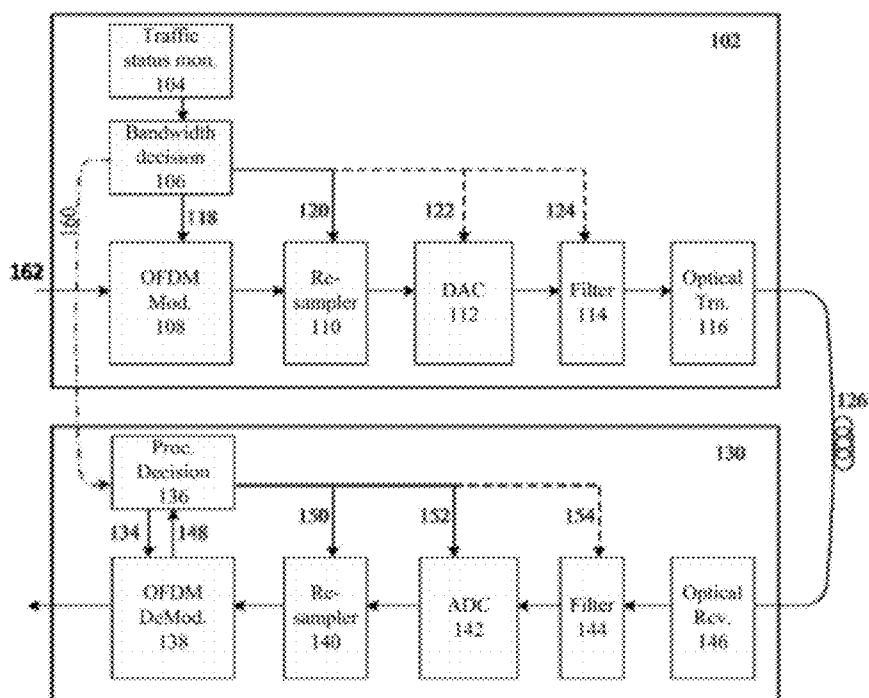 102
Traffic
status mon.
104
Bandwidth
decision
106
160
118
120
122
124
162
OFDM
Mod.
108
Re-
sampler
110
DAC
112
Filter
114
Optical
Trn.
116
126
130
Proc.
Decision
136
134
148
150
152
154
OFDM
DeMod.
138
Re-
sampler
140
ADC
142
Filter
144
Optical
Rcv.
146